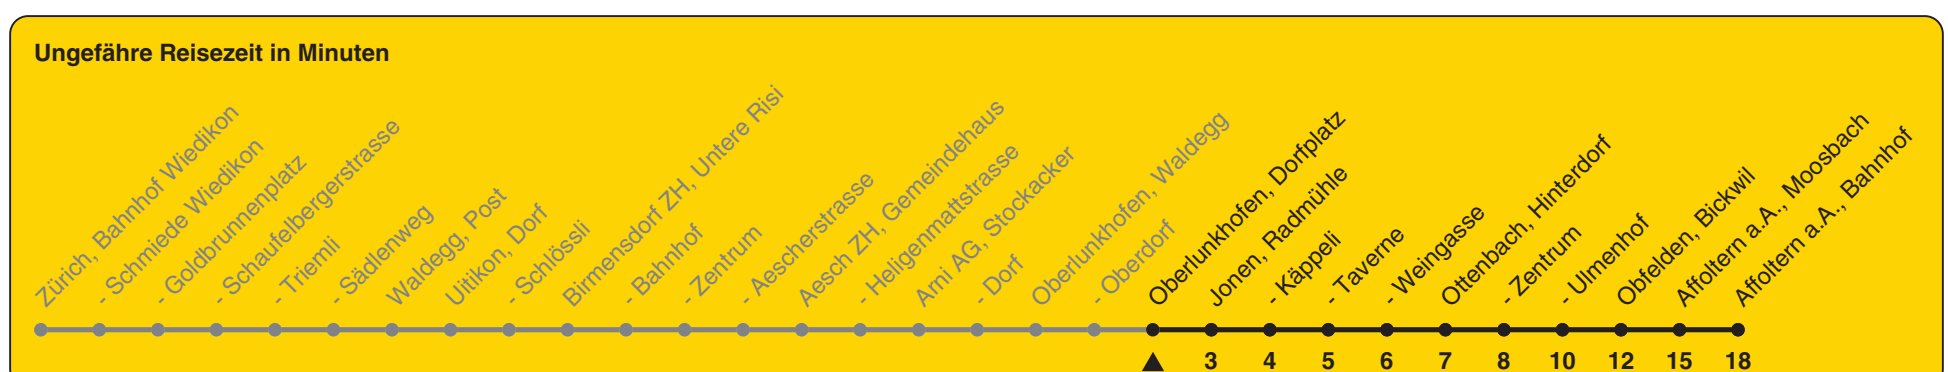 Ungefähre Reisezeit in Minuten
Zürich, Bahnhof Wiedikon
- Schmiede Wiedikon
- Goldbrunnenplatz
- Schaufelbergerstrasse
- Triemli
- Sädlenweg
Waldegg, Post
Uitikon, Dorf
- Schlössli
Birmensdorf ZH, Untere Risi
- Bahnhof
- Zentrum
- Aescherstrasse
Aesch ZH, Gemeindehaus
- Heligenmattstrasse
Arni AG, Stockacker
- Dorf
Oberlunkhofen, Waldegg
- Oberdorf
Oberlunkhofen, Dorfplatz
Jonen, Radmühle
- Käppeli
- Taverne
- Weingasse
Ottenbach, Hinterdorf
- Zentrum
- Ulmenhof
Obfelden, Bickwil
Affoltern a.A., Moosbach
Affoltern a.A., Bahnhof
3 4 5 6 7 8 10 12 15 18